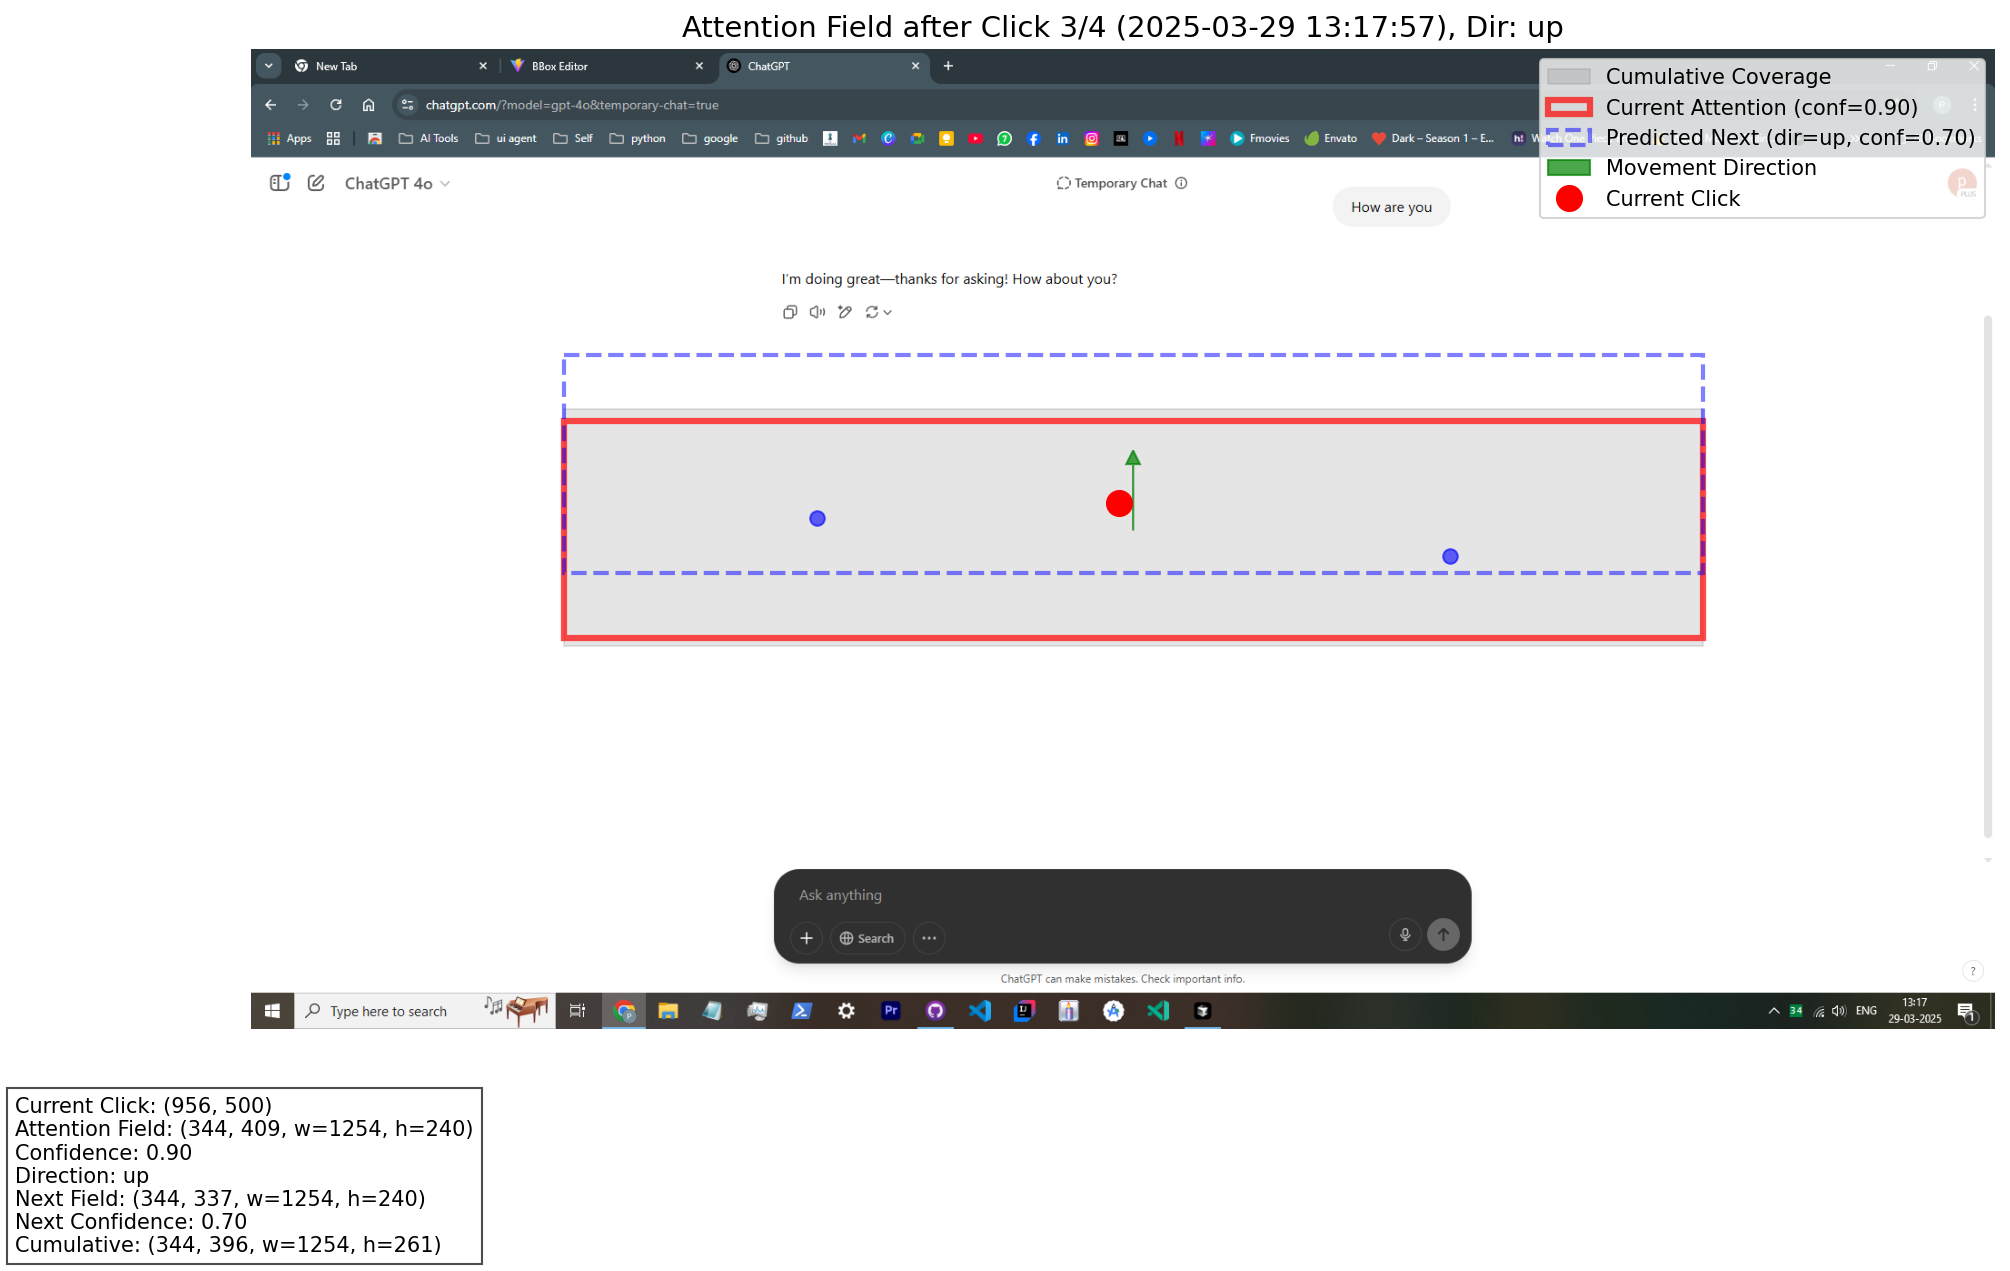 Attention Field after Click 3/4 (2025-03-29 13:17:57), Dir: up
New Tab
BBox Editor
ChatGPT
chatgpt.com/?model=gpt-4o&temporary-chat=true
Apps
AI Tools
ui agent
Self
python
google
github
Fmovies
Envato
Dark – Season 1 – E...
h!
Cumulative Coverage
Current Attention (conf=0.90)
Predicted Next (dir=up, conf=0.70)
Movement Direction
Current Click
ChatGPT 4o
Temporary Chat
P
PLUS
How are you
I'm doing great—thanks for asking! How about you?
Ask anything
Search
ChatGPT can make mistakes. Check important info.
?
Type here to search
Pr
34
ENG
13:17
29-03-2025
1
Current Click: (956, 500)
Attention Field: (344, 409, w=1254, h=240)
Confidence: 0.90
Direction: up
Next Field: (344, 337, w=1254, h=240)
Next Confidence: 0.70
Cumulative: (344, 396, w=1254, h=261)